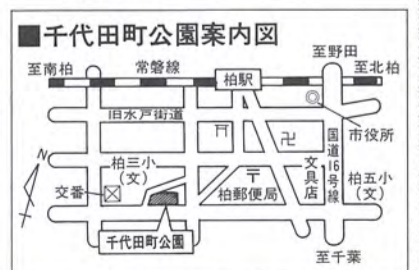 ■千代田町公園案内図
至野田
至南柏
常磐線
柏駅
至北柏
旧水戸街道
市役所
N
柏三小
(文)
国道16号線
文具店
柏五小
(文)
交番
柏郵便局
千代田町公園
至千葉